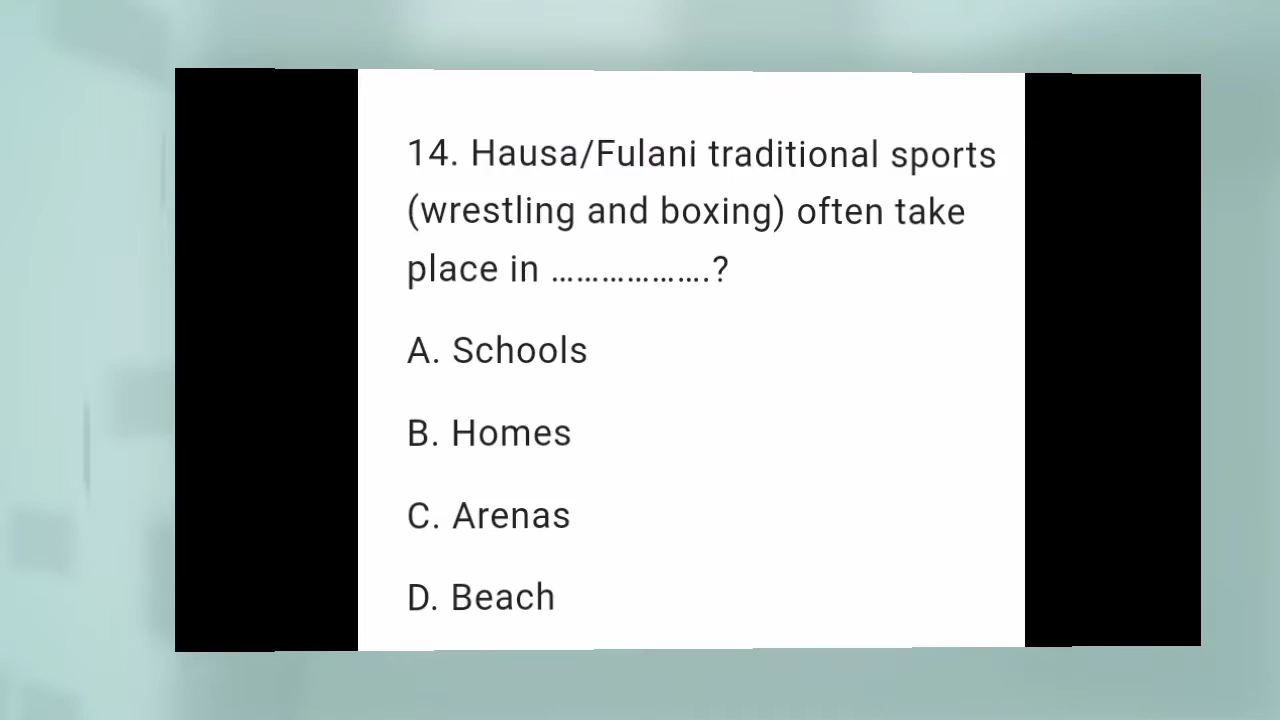 14. Hausa/Fulani traditional sports
(wrestling and boxing) often take
place in ……………….?
A. Schools
B. Homes
C. Arenas
D. Beach